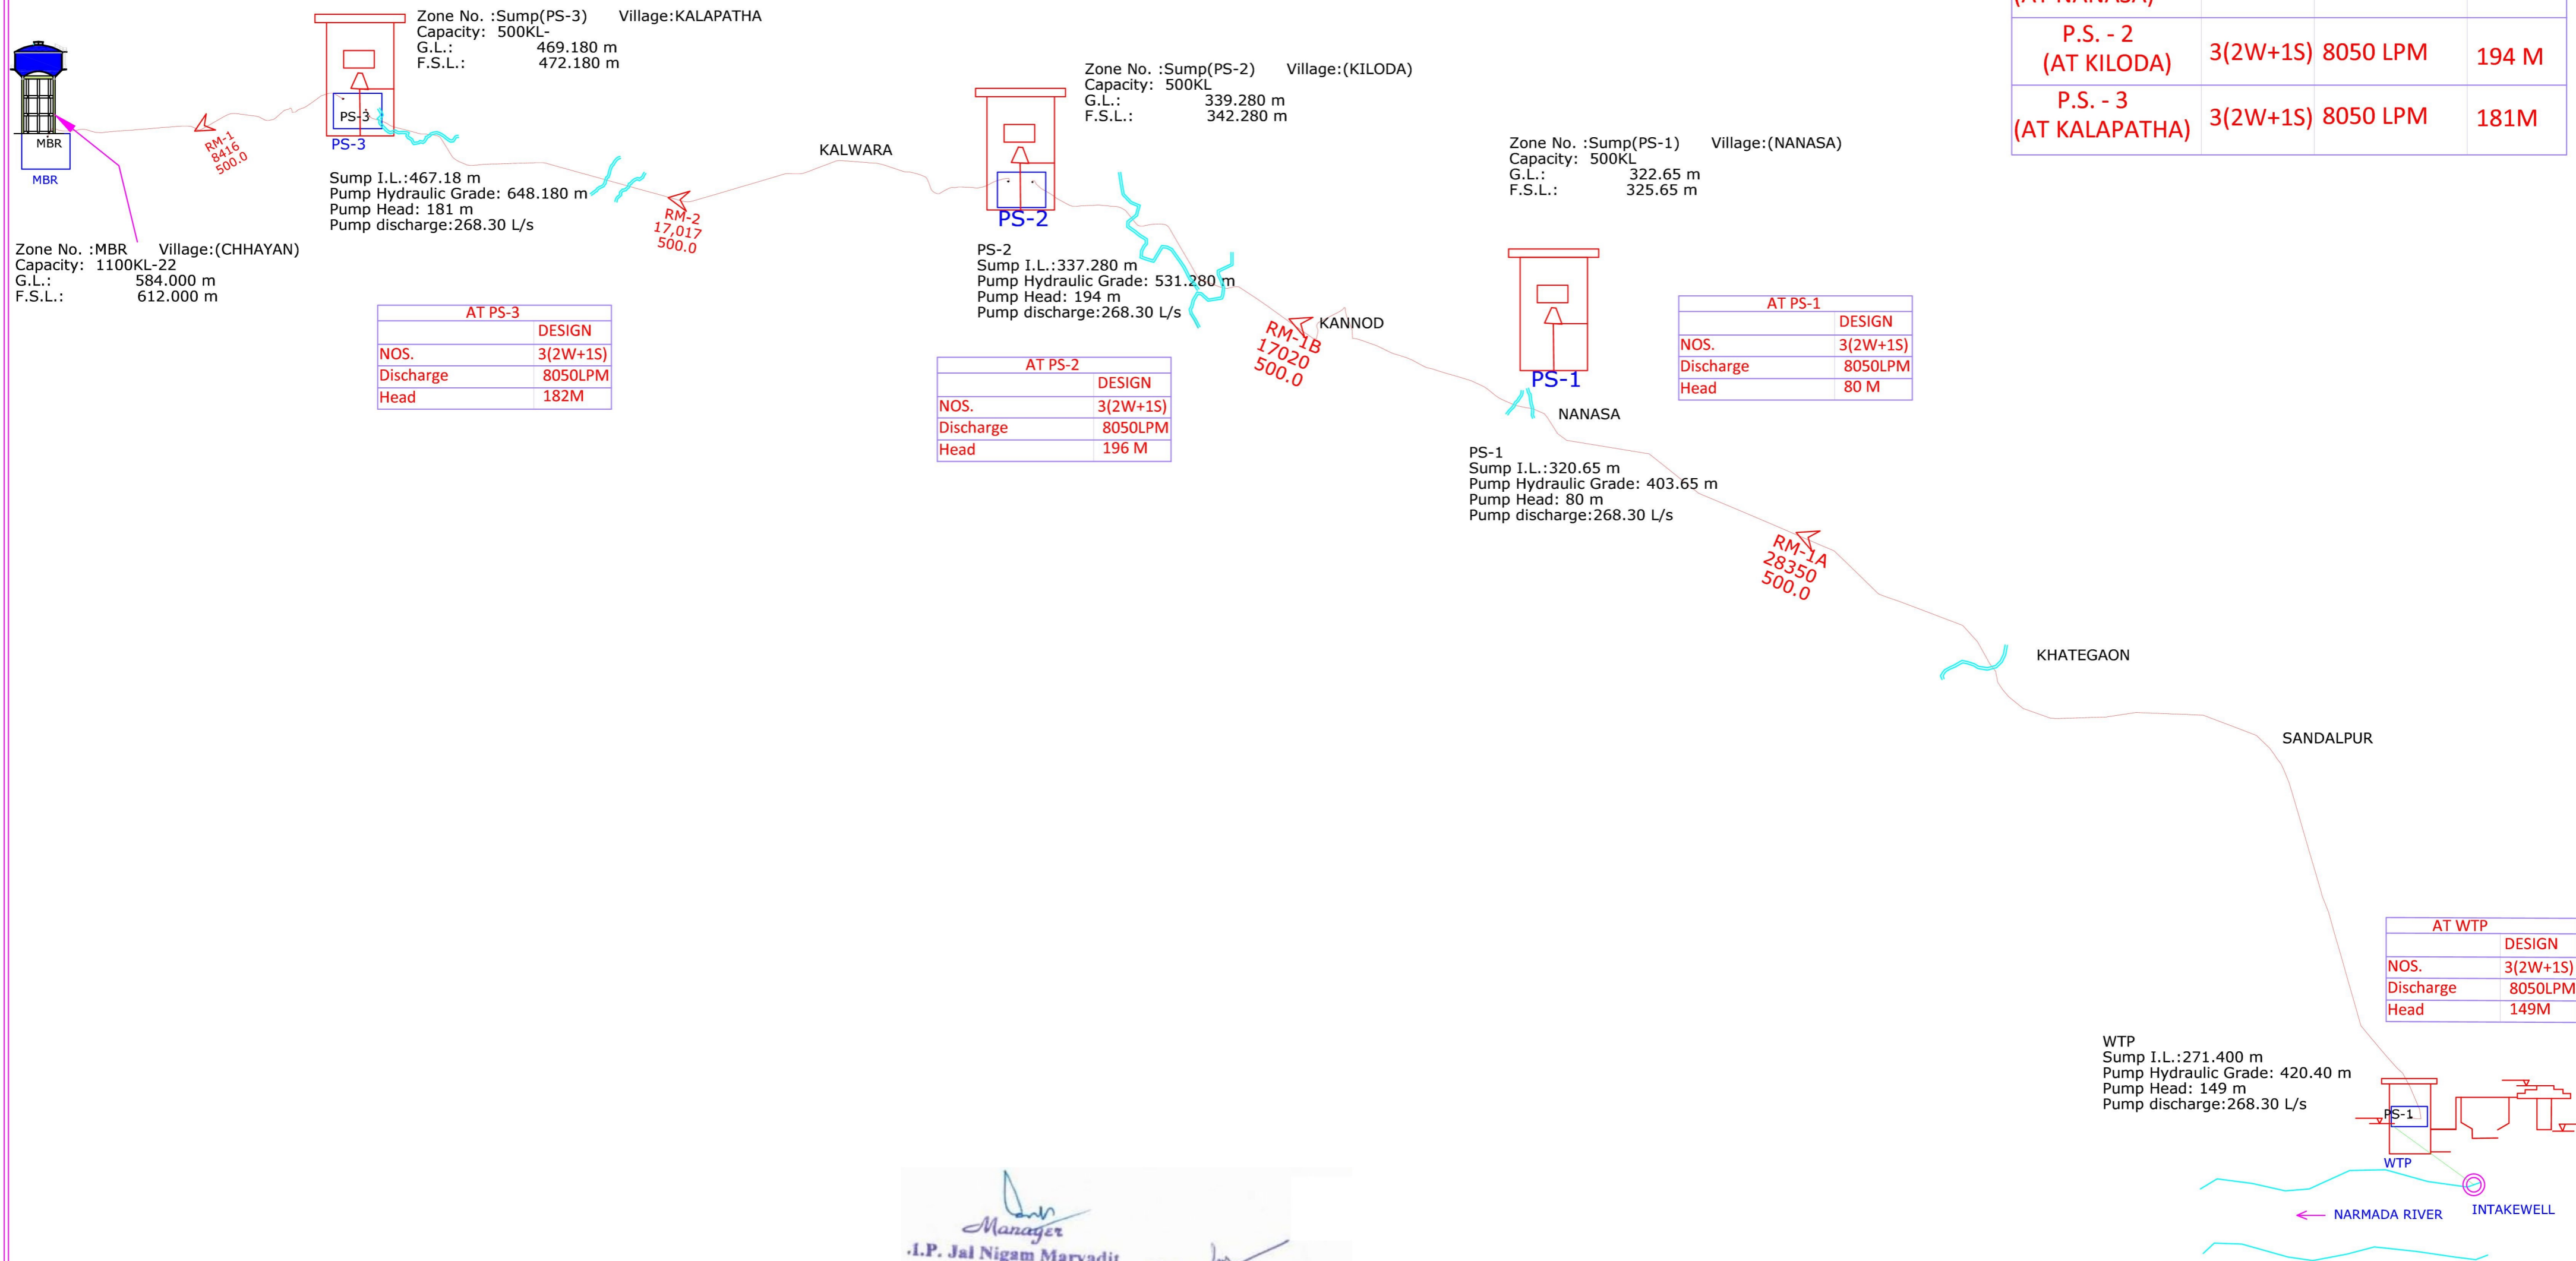 Zone No. :Sump(PS-3) Village:KALAPATHA
Capacity: 500KL-
G.L.: 469.180 m
F.S.L.: 472.180 m
PS-3
PS-3
MBR
MBR
RM-1
8416
500.0
Sump I.L.:467.18 m
Pump Hydraulic Grade: 648.180 m
Pump Head: 181 m
Pump discharge:268.30 L/s
Zone No. :MBR Village:(CHHAYAN)
Capacity: 1100KL-22
G.L.: 584.000 m
F.S.L.: 612.000 m
AT PS-3
DESIGN
NOS. 3(2W+1S)
Discharge 8050LPM
Head 182M
KALWARA
RM-2
17,017
500.0
Zone No. :Sump(PS-2) Village:(KILODA)
Capacity: 500KL
G.L.: 339.280 m
F.S.L.: 342.280 m
PS-2
PS-2
Sump I.L.:337.280 m
Pump Hydraulic Grade: 531.280 m
Pump Head: 194 m
Pump discharge:268.30 L/s
AT PS-2
DESIGN
NOS. 3(2W+1S)
Discharge 8050LPM
Head 196 M
RM-1B
17020
500.0
KANNOD
Zone No. :Sump(PS-1) Village:(NANASA)
Capacity: 500KL
G.L.: 322.65 m
F.S.L.: 325.65 m
PS-1
NANASA
AT PS-1
DESIGN
NOS. 3(2W+1S)
Discharge 8050LPM
Head 80 M
PS-1
Sump I.L.:320.65 m
Pump Hydraulic Grade: 403.65 m
Pump Head: 80 m
Pump discharge:268.30 L/s
(AT NANASA)
P.S. - 2
(AT KILODA) 3(2W+1S) 8050 LPM 194 M
P.S. - 3
(AT KALAPATHA) 3(2W+1S) 8050 LPM 181M
RM-1A
28350
500.0
KHATEGAON
SANDALPUR
AT WTP
DESIGN
NOS. 3(2W+1S)
Discharge 8050LPM
Head 149M
WTP
Sump I.L.:271.400 m
Pump Hydraulic Grade: 420.40 m
Pump Head: 149 m
Pump discharge:268.30 L/s
PS-1
WTP
NARMADA RIVER
INTAKEWELL
Manager
.I.P. Jal Nigam Maryadit